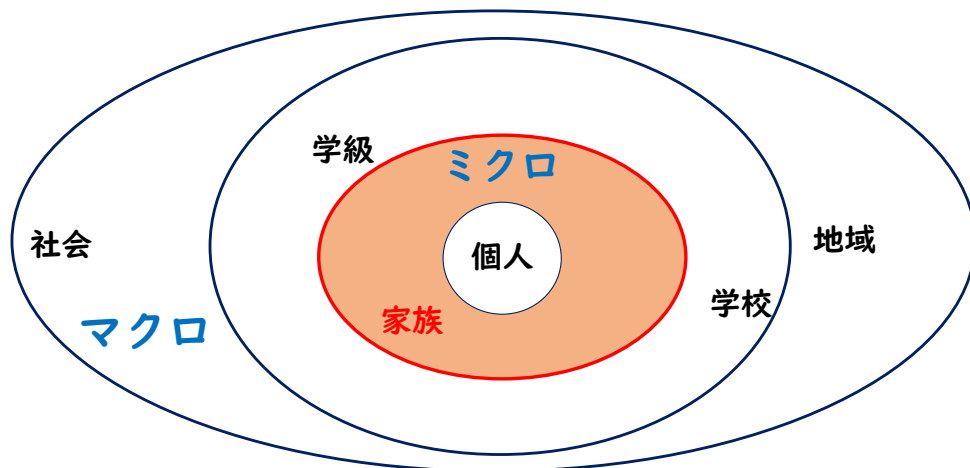 学級
ミクロ
社会
個人
地域
学校
家族
マクロ